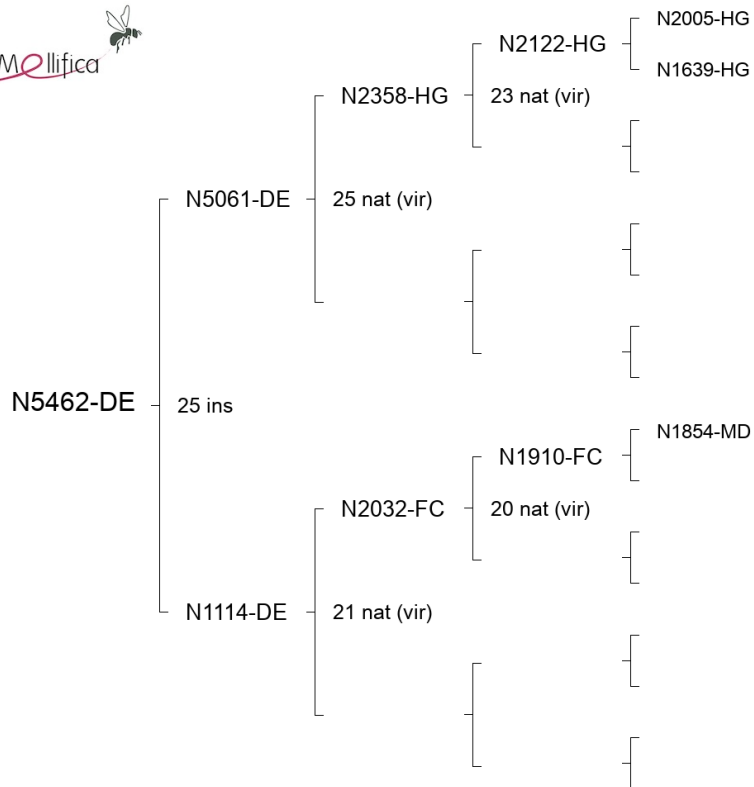 Mellifica
N2005-HG
N2122-HG
N1639-HG
N2358-HG
23 nat (vir)
N5061-DE
25 nat (vir)
N5462-DE
25 ins
N1854-MD
N1910-FC
N2032-FC
20 nat (vir)
N1114-DE
21 nat (vir)